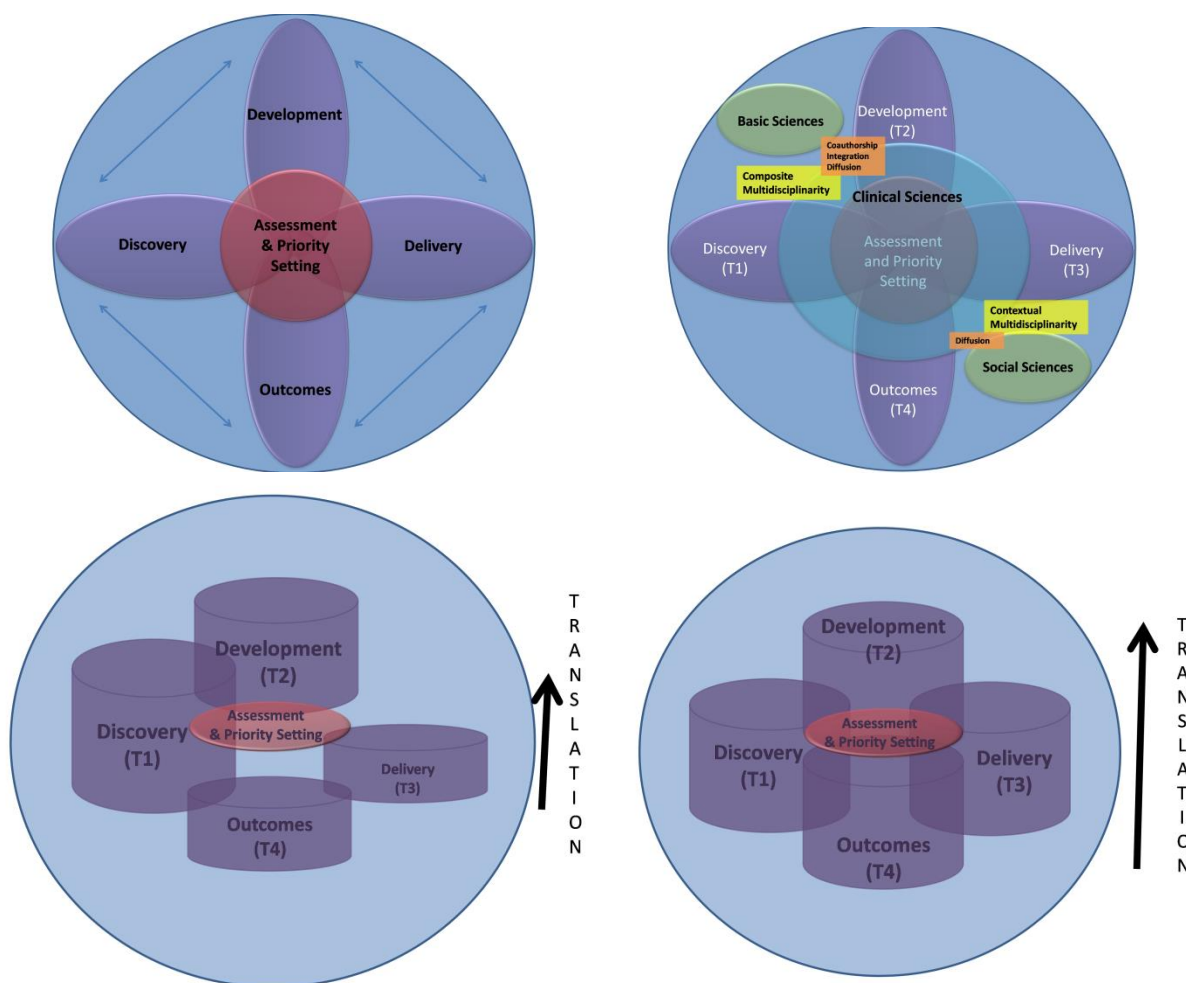 Development
Discovery
Assessment
& Priority
Setting
Delivery
Outcomes
Basic Sciences
Development
(T2)
Coauthorship
Integration
Diffusion
Composite
Multidisciplinarity
Clinical Sciences
Discovery
(T1)
Assessment
and Priority
Setting
Delivery
(T3)
Contextual
Multidisciplinarity
Diffusion
Social Sciences
Outcomes
(T4)
Development
(T2)
Discovery
(T1)
Assessment
& Priority Setting
Delivery
(T3)
Outcomes
(T4)
TRANSLATION
Development
(T2)
Discovery
(T1)
Assessment
& Priority Setting
Delivery
(T3)
Outcomes
(T4)
TRANSLATION